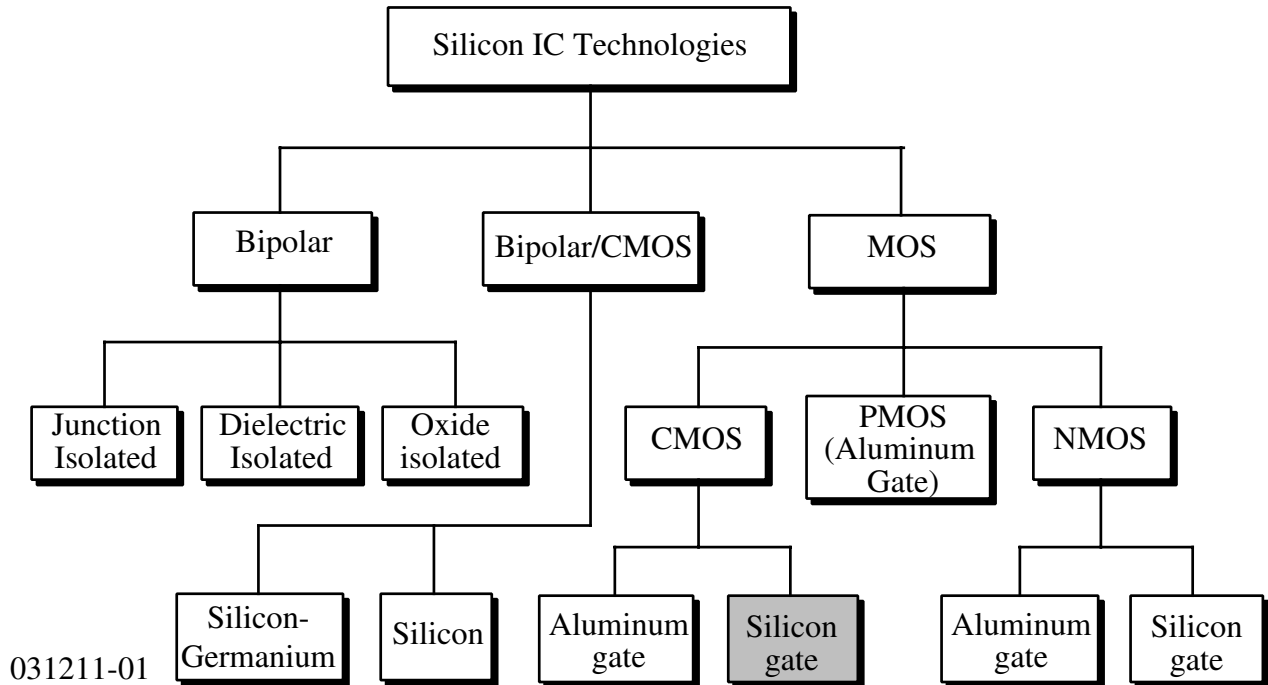 Silicon IC Technologies
Bipolar
Bipolar/CMOS
MOS
Junction
Isolated
Dielectric
Isolated
Oxide
isolated
CMOS
PMOS
(Aluminum
Gate)
NMOS
Silicon-
Germanium
Silicon
Aluminum
gate
Silicon
gate
Aluminum
gate
Silicon
gate
031211-01